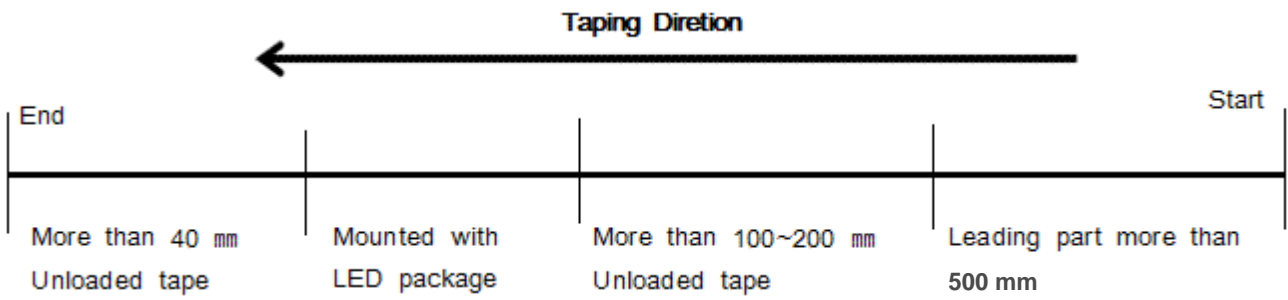 Taping Diretion
End
Start
More than 40 mm
Unloaded tape
Mounted with
LED package
More than 100~200 mm
Unloaded tape
Leading part more than
500 mm